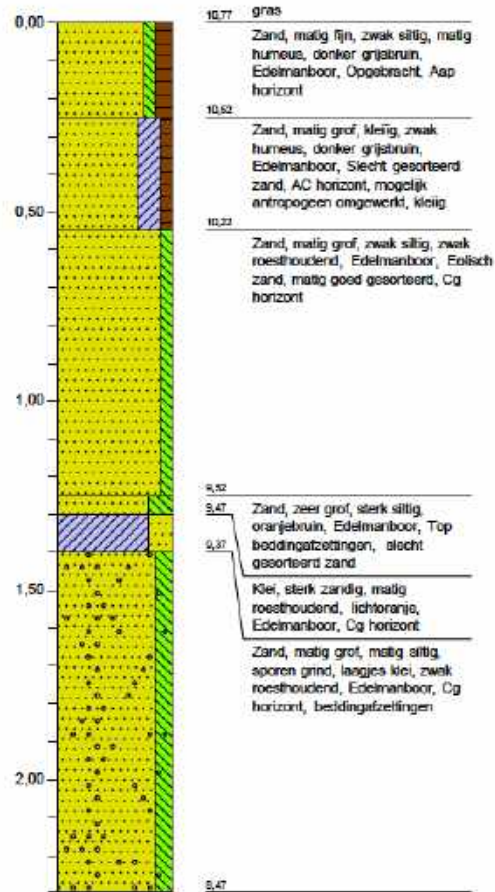 0,00
10,77
gras
Zand, matig fijn, zwak siltig, matig
humeus, donker grijsbruin,
Edelmanboor, Opgebracht, Aap
horizont
10,52
Zand, matig grof, kleiig, zwak
humeus, donker grijsbruin,
Edelmanboor, Slecht gesorteerd
zand, AC horizont, mogelijk
antropogeen omgewerkt, kleiig
0,50
10,22
Zand, matig grof, zwak siltig, zwak
roesthoudend, Edelmanboor, Eolisch
zand, matig goed gesorteerd, Cg
horizont
1,00
9,52
9,47
Zand, zeer grof, sterk siltig,
oranjebruin, Edelmanboor, Top
beddingafzettingen, slecht
gesorteerd zand
9,37
Klei, sterk zandig, matig
roesthoudend, lichtoranje,
Edelmanboor, Cg horizont
1,50
Zand, matig grof, matig siltig,
sporen grind, laagjes klei, zwak
roesthoudend, Edelmanboor, Cg
horizont, beddingafzettingen
2,00
8,47